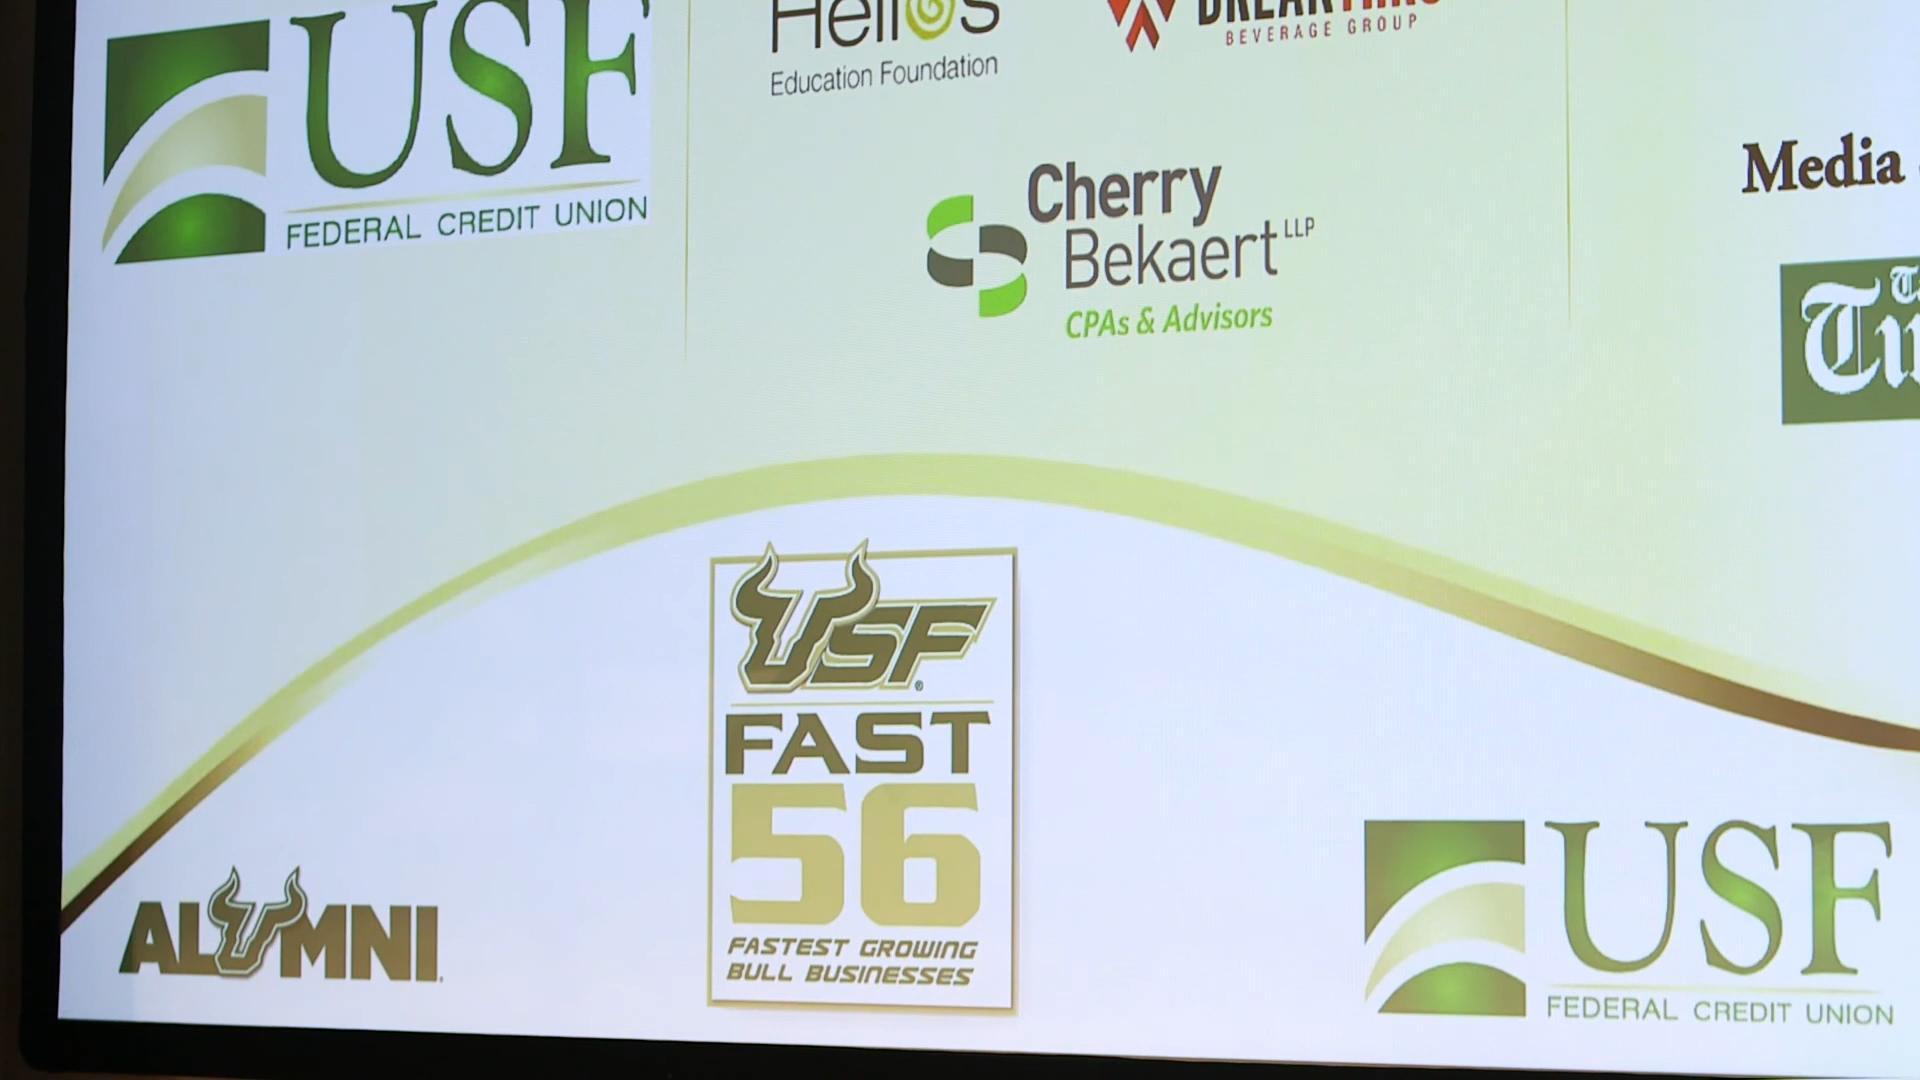 USF
FEDERAL CREDIT UNION
Helios
Education Foundation
BEVERAGE GROUP
Cherry
Bekaert LLP
CPAs & Advisors
Media
USF®
FAST
56
FASTEST GROWING
BULL BUSINESSES
ALUMNI
USF
FEDERAL CREDIT UNION